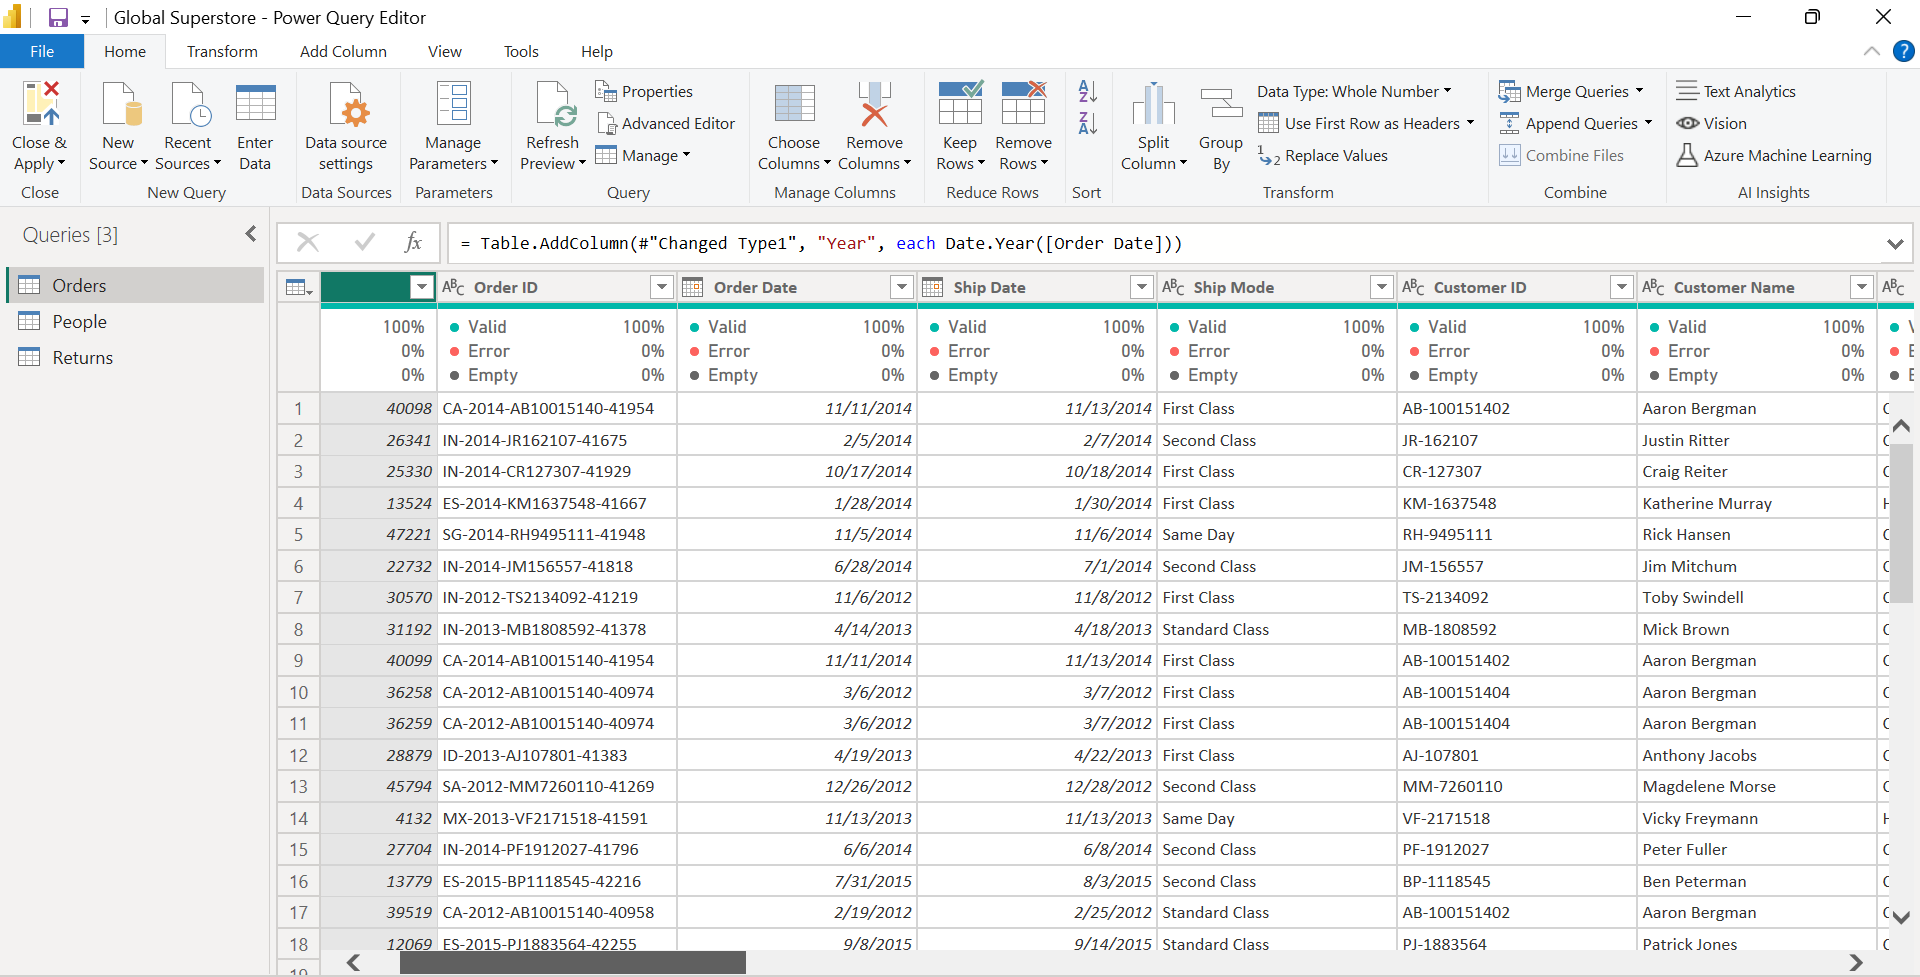 Global Superstore - Power Query Editor
File Home Transform Add Column View Tools Help
Close & Apply
Close
New Source
Recent Sources
Enter Data
New Query
Data source settings
Data Sources
Manage Parameters
Parameters
Refresh Preview
Properties
Advanced Editor
Manage
Query
Choose Columns
Remove Columns
Manage Columns
Keep Rows
Remove Rows
Reduce Rows
Sort
Split Column
Group By
Data Type: Whole Number
Use First Row as Headers
Replace Values
Transform
Merge Queries
Append Queries
Combine Files
Combine
Text Analytics
Vision
Azure Machine Learning
AI Insights
Queries [3]
Orders
People
Returns
fx = Table.AddColumn(#"Changed Type1", "Year", each Date.Year([Order Date]))
Order ID Order Date Ship Date Ship Mode Customer ID Customer Name
100% Valid 100% Valid 100% Valid 100% Valid 100% Valid 100% Valid 100%
0% Error 0% Error 0% Error 0% Error 0% Error 0% Error 0%
0% Empty 0% Empty 0% Empty 0% Empty 0% Empty 0% Empty 0%
1 40098 CA-2014-AB10015140-41954 11/11/2014 11/13/2014 First Class AB-100151402 Aaron Bergman
2 26341 IN-2014-JR162107-41675 2/5/2014 2/7/2014 Second Class JR-162107 Justin Ritter
3 25330 IN-2014-CR127307-41929 10/17/2014 10/18/2014 First Class CR-127307 Craig Reiter
4 13524 ES-2014-KM1637548-41667 1/28/2014 1/30/2014 First Class KM-1637548 Katherine Murray
5 47221 SG-2014-RH9495111-41948 11/5/2014 11/6/2014 Same Day RH-9495111 Rick Hansen
6 22732 IN-2014-JM156557-41818 6/28/2014 7/1/2014 Second Class JM-156557 Jim Mitchum
7 30570 IN-2012-TS2134092-41219 11/6/2012 11/8/2012 First Class TS-2134092 Toby Swindell
8 31192 IN-2013-MB1808592-41378 4/14/2013 4/18/2013 Standard Class MB-1808592 Mick Brown
9 40099 CA-2014-AB10015140-41954 11/11/2014 11/13/2014 First Class AB-100151402 Aaron Bergman
10 36258 CA-2012-AB10015140-40974 3/6/2012 3/7/2012 First Class AB-100151404 Aaron Bergman
11 36259 CA-2012-AB10015140-40974 3/6/2012 3/7/2012 First Class AB-100151404 Aaron Bergman
12 28879 ID-2013-AJ107801-41383 4/19/2013 4/22/2013 First Class AJ-107801 Anthony Jacobs
13 45794 SA-2012-MM7260110-41269 12/26/2012 12/28/2012 Second Class MM-7260110 Magdelene Morse
14 4132 MX-2013-VF2171518-41591 11/13/2013 11/13/2013 Same Day VF-2171518 Vicky Freymann
15 27704 IN-2014-PF1912027-41796 6/6/2014 6/8/2014 Second Class PF-1912027 Peter Fuller
16 13779 ES-2015-BP1118545-42216 7/31/2015 8/3/2015 Second Class BP-1118545 Ben Peterman
17 39519 CA-2012-AB10015140-40958 2/19/2012 2/25/2012 Standard Class AB-100151402 Aaron Bergman
18 12069 ES-2015-PJ1883564-42255 9/8/2015 9/14/2015 Standard Class PJ-1883564 Patrick Jones